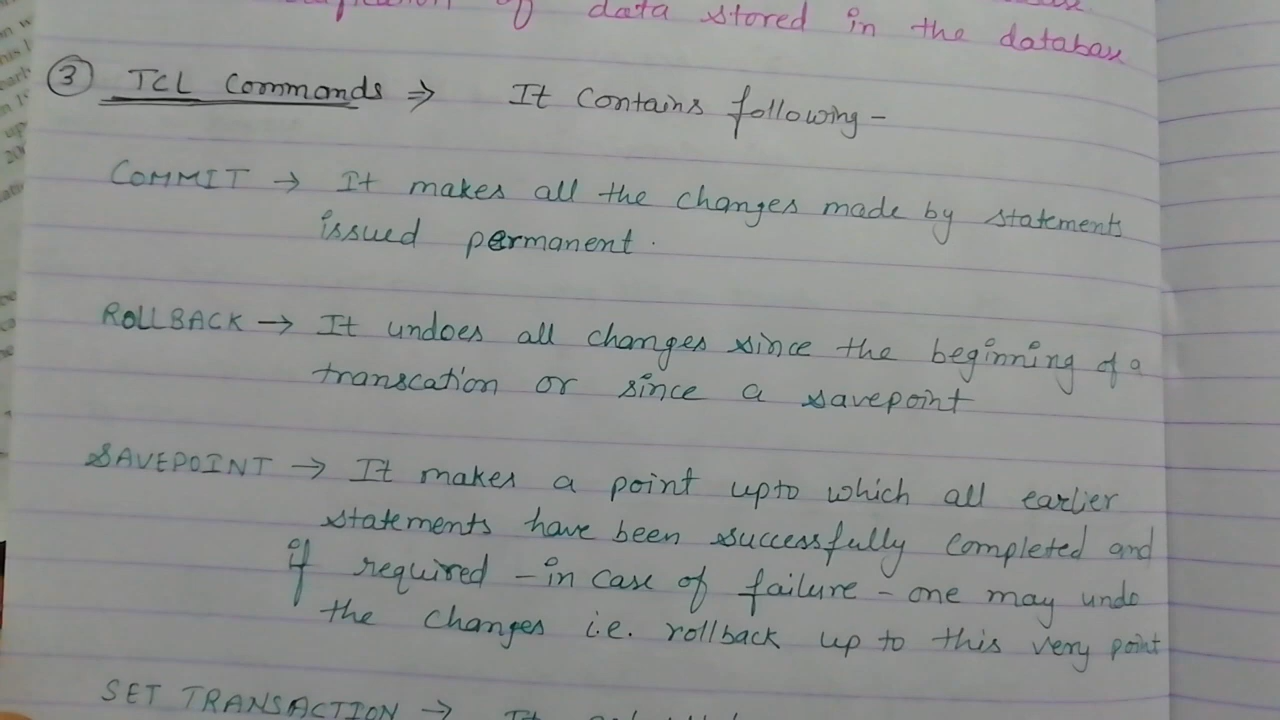 of data stored in the database
③ TCL Commands ⇒ It contains following -
COMMIT → It makes all the changes made by statements
issued permanent.
ROLLBACK → It undoes all changes since the beginning of a
transcation or since a savepoint
SAVEPOINT → It makes a point upto which all earlier
statements have been successfully completed and
if required - in case of failure - one may undo
the changes i.e. rollback up to this very point
SET TRANSACTION → It